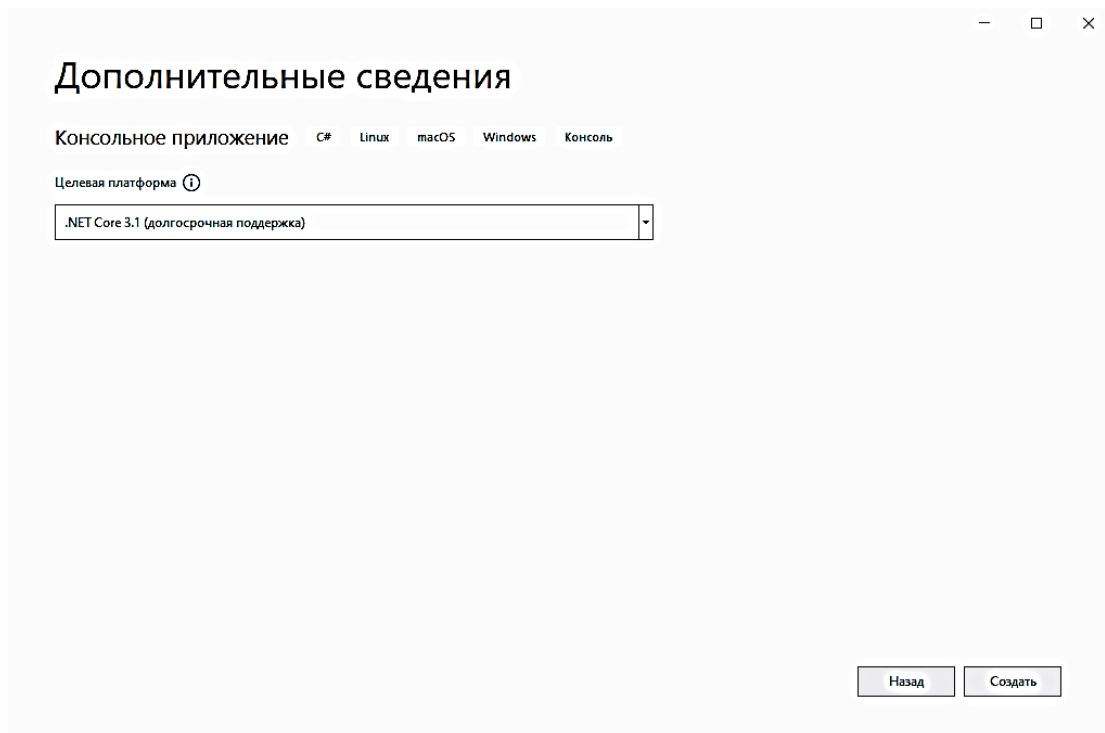 Дополнительные сведения
Консольное приложение C# Linux macOS Windows Консоль
Целевая платформа
.NET Core 3.1 (долгосрочная поддержка)
Назад Создать